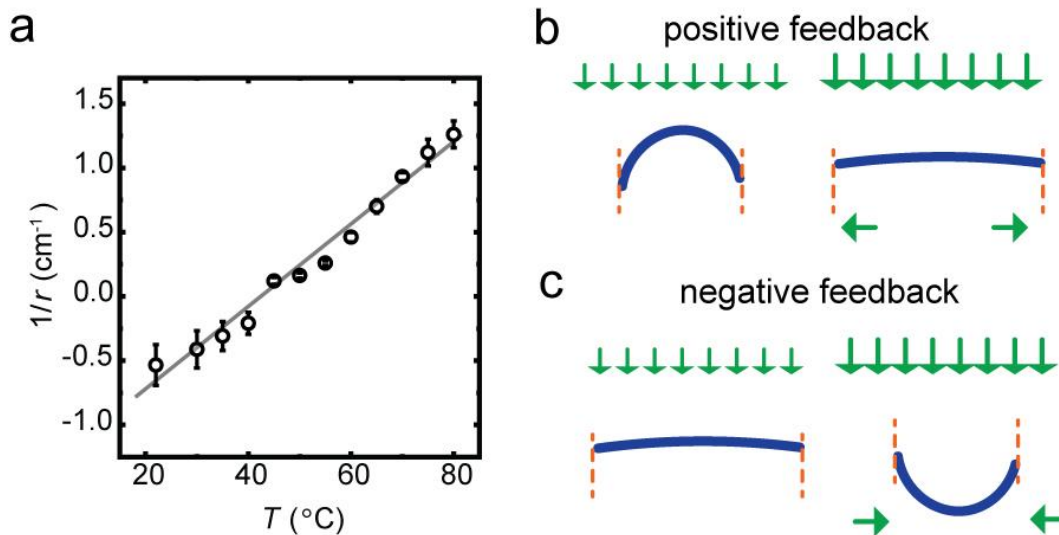 a
1.5
1.0
0.5
0.0
-0.5
-1.0
1/r (cm⁻¹)
20 40 60 80
T (°C)
b
positive feedback
c
negative feedback